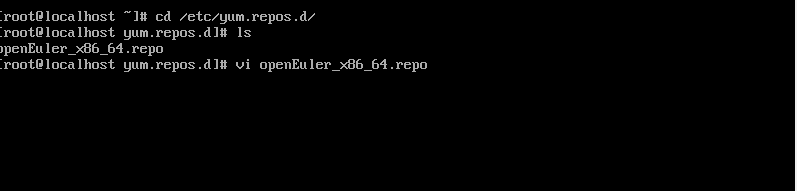 [root@localhost ~]# cd /etc/yum.repos.d/
[root@localhost yum.repos.d]# ls
openEuler_x86_64.repo
[root@localhost yum.repos.d]# vi openEuler_x86_64.repo